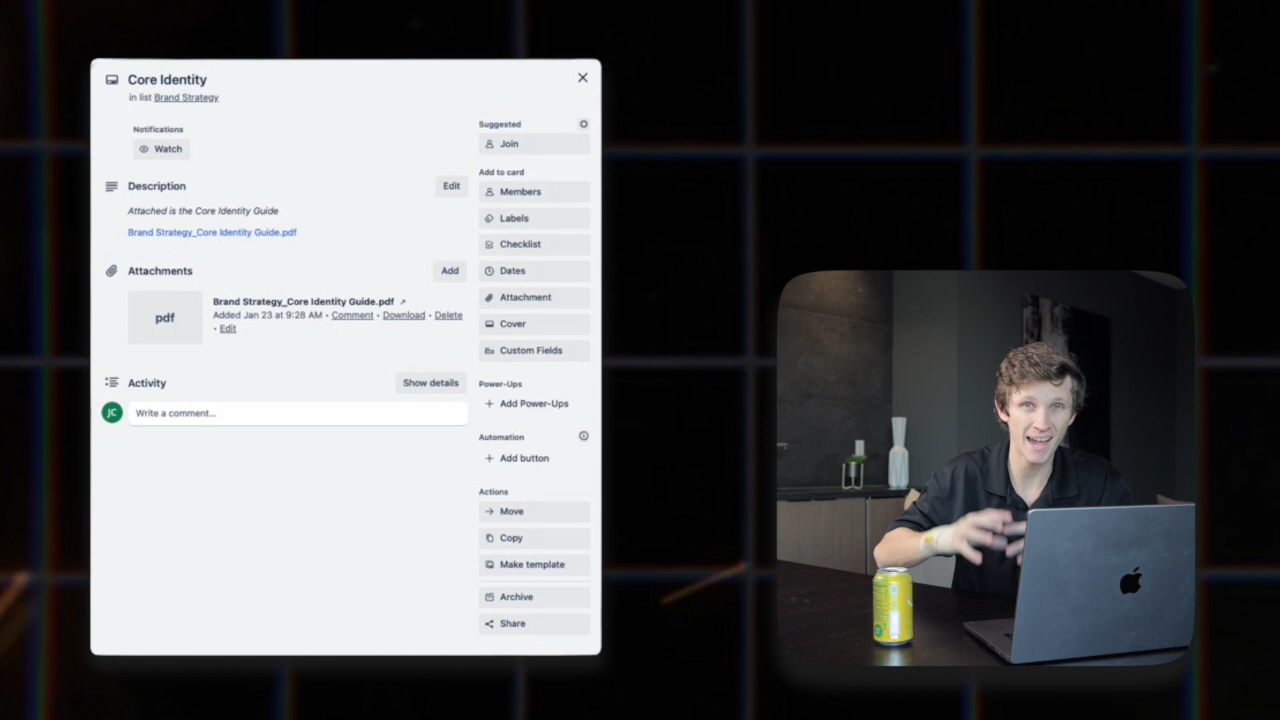 Core Identity
in list Brand Strategy
Notifications
Watch
Description
Edit
Attached is the Core Identity Guide
Brand Strategy_Core Identity Guide.pdf
Attachments
Add
pdf
Brand Strategy_Core Identity Guide.pdf ↗
Added Jan 23 at 9:28 AM • Comment • Download • Delete
• Edit
Activity
Show details
JC
Write a comment...
Suggested
Join
Add to card
Members
Labels
Checklist
Dates
Attachment
Cover
Custom Fields
Power-Ups
+ Add Power-Ups
Automation
+ Add button
Actions
Move
Copy
Make template
Archive
Share